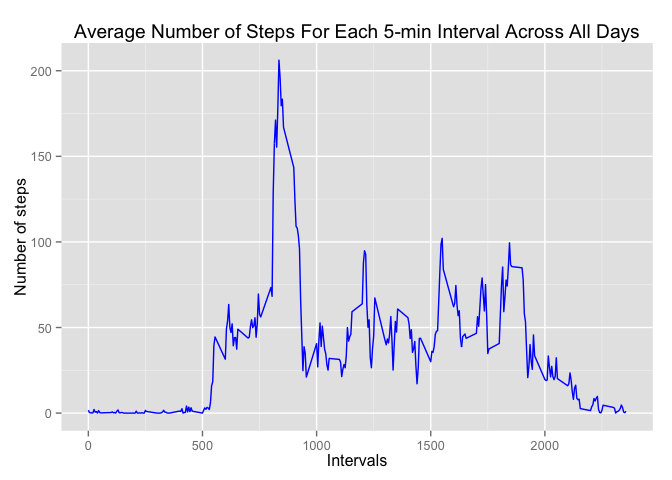 Average Number of Steps For Each 5-min Interval Across All Days
Number of steps
200
150
100
50
0
0 500 1000 1500 2000
Intervals